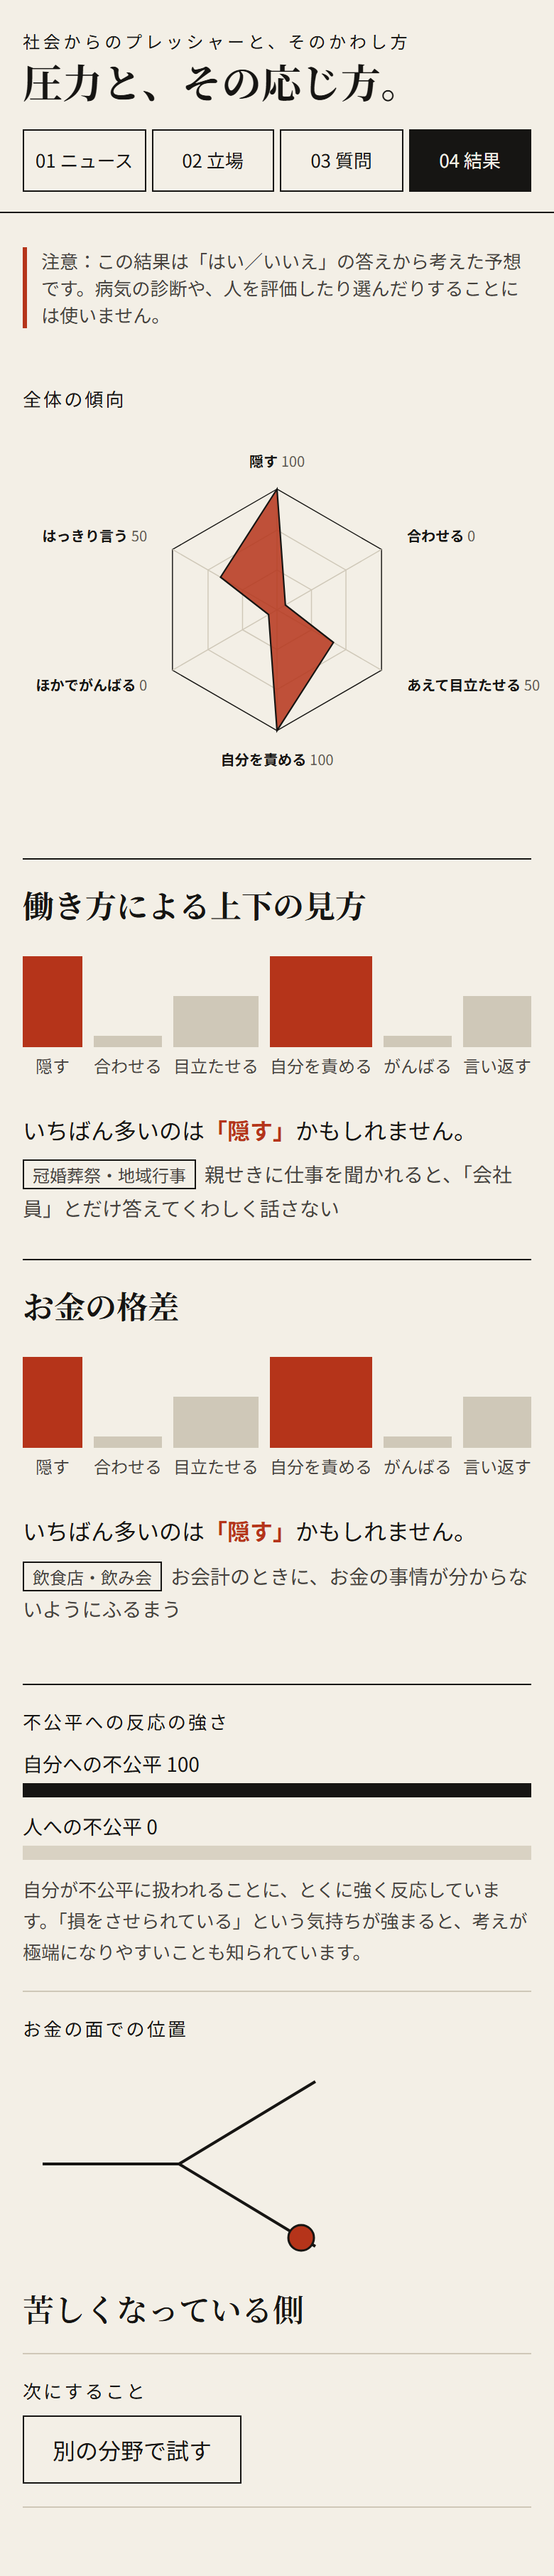 社会からのプレッシャーと、そのかわし方
圧力と、その応じ方。
01 ニュース
02 立場
03 質問
04 結果
注意：この結果は「はい／いいえ」の答えから考えた予想
です。病気の診断や、人を評価したり選んだりすることに
は使いません。
全体の傾向
隠す 100
はっきり言う 50
合わせる 0
ほかでがんばる 0
あえて目立たせる 50
自分を責める 100
働き方による上下の見方
隠す
合わせる
目立たせる
自分を責める
がんばる
言い返す
いちばん多いのは「隠す」かもしれません。
冠婚葬祭・地域行事 親せきに仕事を聞かれると、「会社
員」とだけ答えてくわしく話さない
お金の格差
隠す
合わせる
目立たせる
自分を責める
がんばる
言い返す
いちばん多いのは「隠す」かもしれません。
飲食店・飲み会 お会計のときに、お金の事情が分からな
いようにふるまう
不公平への反応の強さ
自分への不公平 100
人への不公平 0
自分が不公平に扱われることに、とくに強く反応していま
す。「損をさせられている」という気持ちが強まると、考えが
極端になりやすいことも知られています。
お金の面での位置
苦しくなっている側
次にすること
別の分野で試す